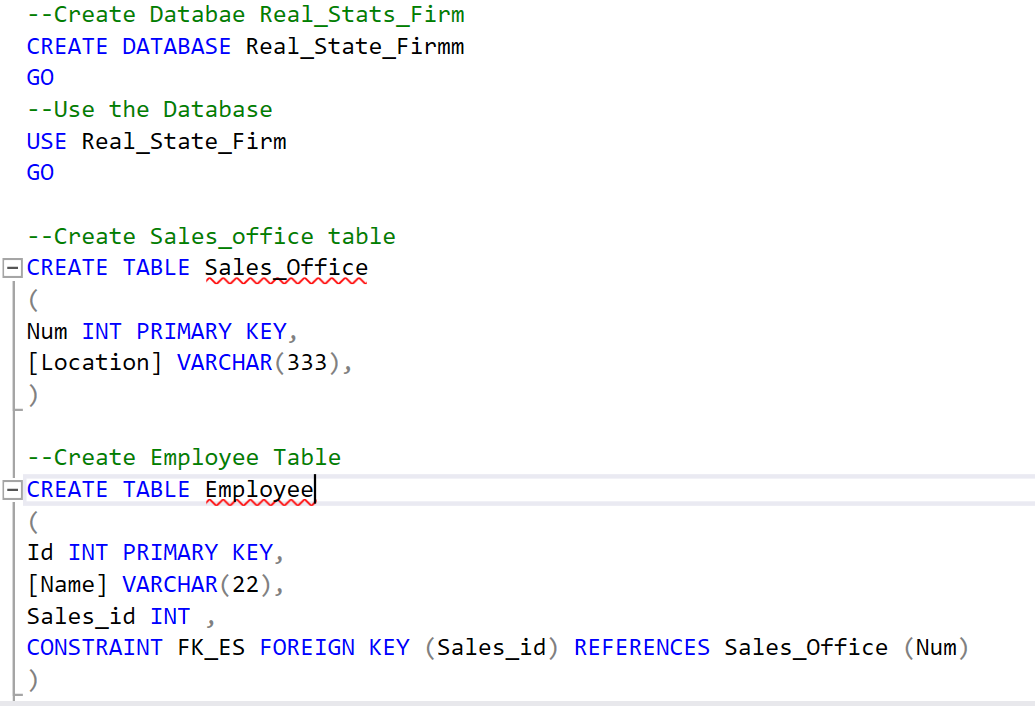 --Create Databae Real_Stats_Firm
CREATE DATABASE Real_State_Firmm
GO
--Use the Database
USE Real_State_Firm
GO
--Create Sales_office table
CREATE TABLE Sales_Office
(
Num INT PRIMARY KEY,
[Location] VARCHAR(333),
)
--Create Employee Table
CREATE TABLE Employee
(
Id INT PRIMARY KEY,
[Name] VARCHAR(22),
Sales_id INT ,
CONSTRAINT FK_ES FOREIGN KEY (Sales_id) REFERENCES Sales_Office (Num)
)